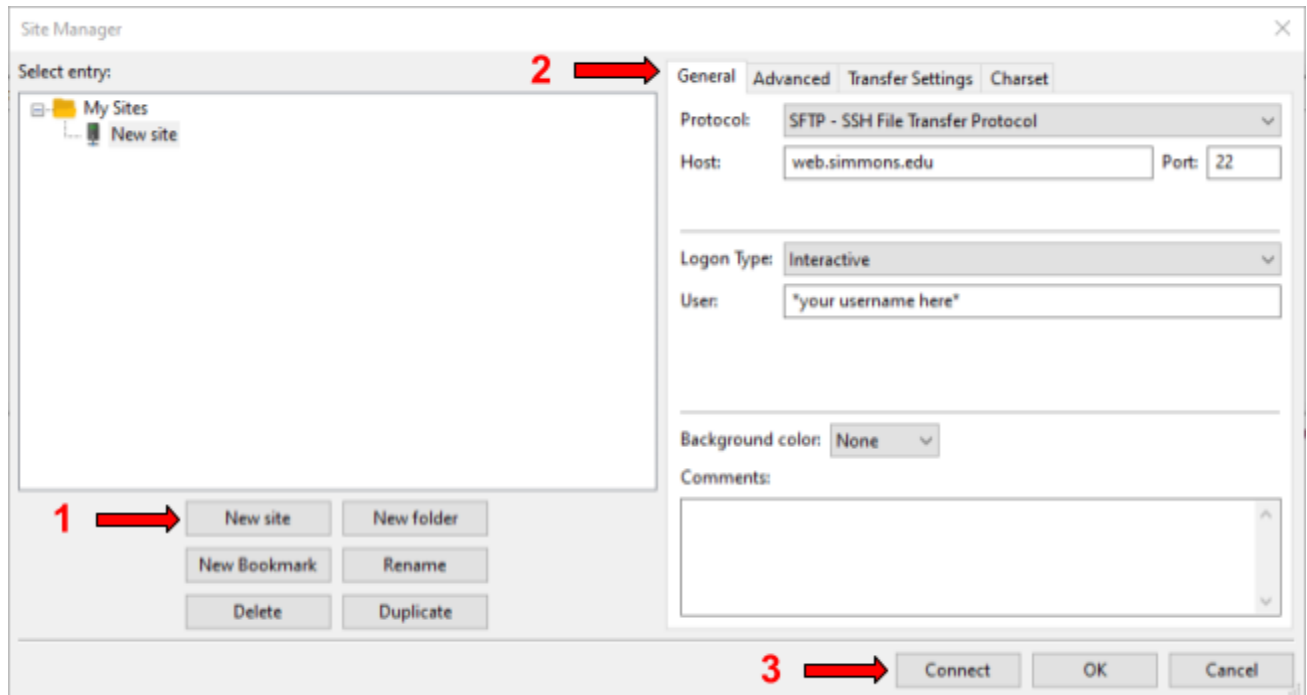 Site Manager
Select entry:
My Sites
New site
1
New site
New folder
New Bookmark
Rename
Delete
Duplicate
2
General Advanced Transfer Settings Charset
Protocol: SFTP - SSH File Transfer Protocol
Host: web.simmons.edu Port: 22
Logon Type: Interactive
User: "your username here"
Background color: None
Comments:
3
Connect
OK
Cancel